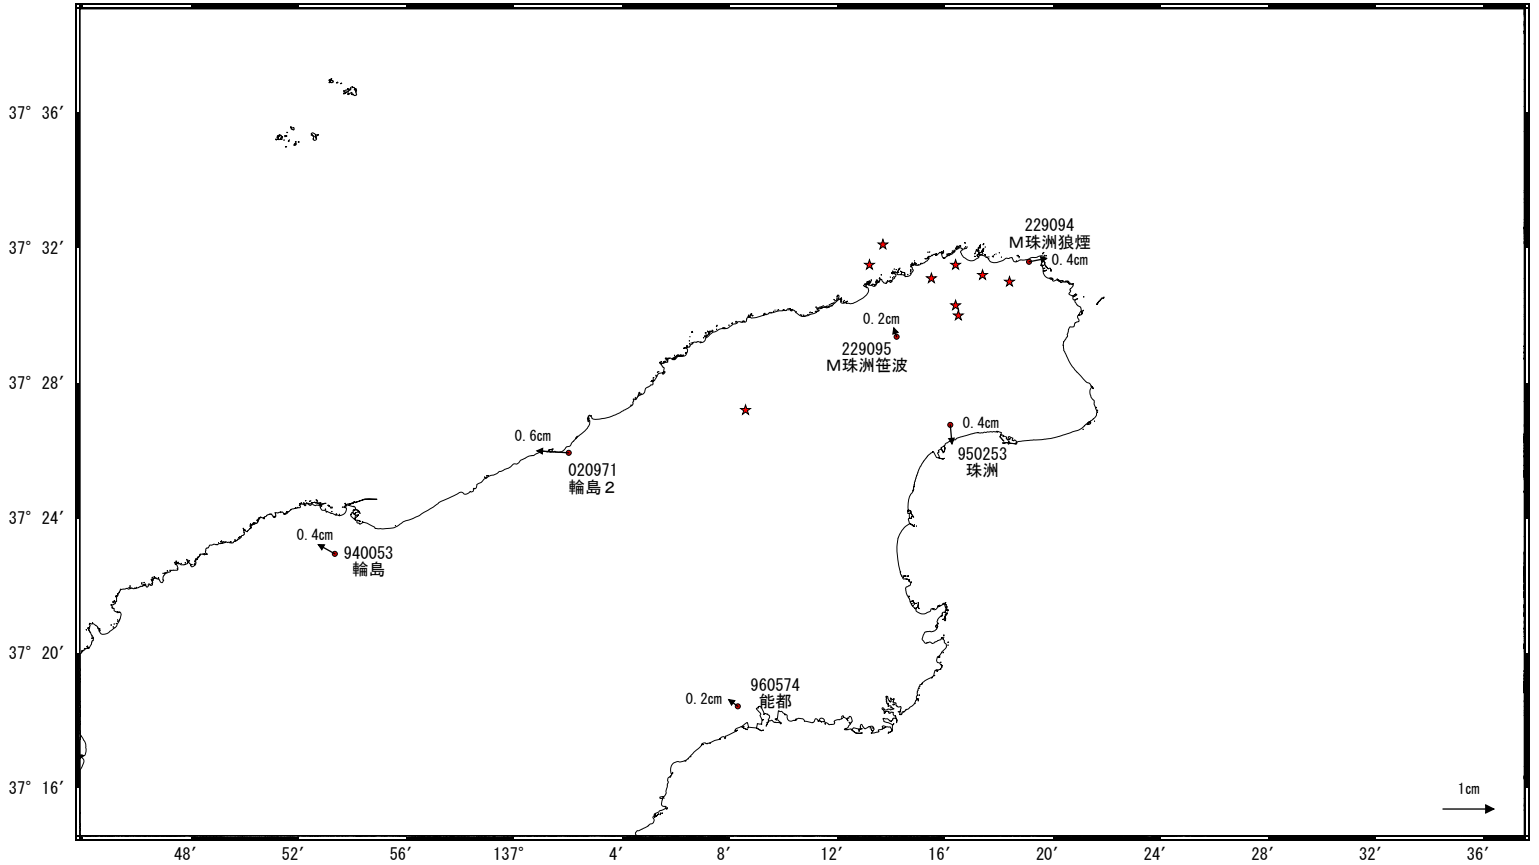 37° 36′
37° 32′
37° 28′
37° 24′
37° 20′
37° 16′
229094
M珠洲狼煙
0.4cm
0.2cm
229095
M珠洲笹波
0.4cm
950253
珠洲
0.6cm
020971
輪島2
0.4cm
940053
輪島
960574
能都
0.2cm
1cm
48′ 52′ 56′ 137° 4′ 8′ 12′ 16′ 20′ 24′ 28′ 32′ 36′